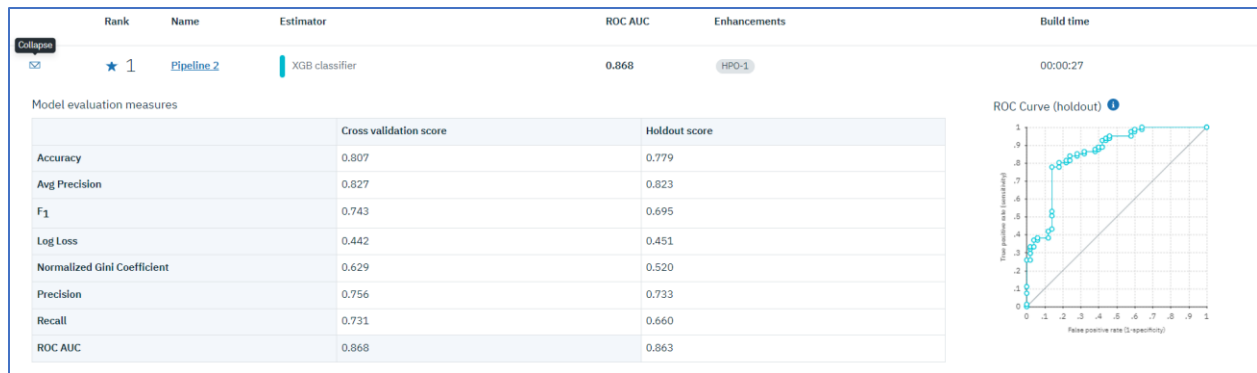 Rank Name Estimator ROC AUC Enhancements Build time
Collapse
★ 1 Pipeline 2 XGB classifier 0.868 HPO-1 00:00:27
Model evaluation measures
Cross validation score Holdout score
Accuracy 0.807 0.779
Avg Precision 0.827 0.823
F1 0.743 0.695
Log Loss 0.442 0.451
Normalized Gini Coefficient 0.629 0.520
Precision 0.756 0.733
Recall 0.731 0.660
ROC AUC 0.868 0.863
ROC Curve (holdout) i
True positive rate (sensitivity)
1
.9
.8
.7
.6
.5
.4
.3
.2
.1
0
0 .1 .2 .3 .4 .5 .6 .7 .8 .9 1
False positive rate (1-specificity)